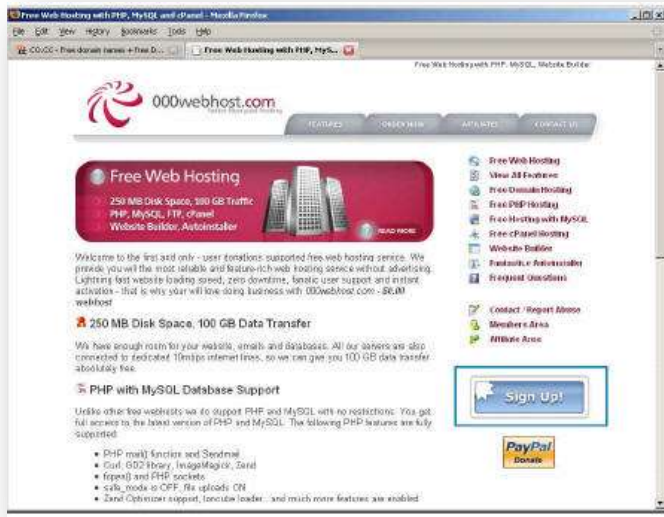 Free Web Hosting with PHP, MySQL and cPanel - Mozilla Firefox
File Edit View History Bookmarks Tools Help
CO.CC - Free domain names + Free D...
Free Web Hosting with PHP, MyS...
Free Web Hosting with PHP, MySQL, Website Builder
000webhost.com
FEATURES ORDER NOW AFFILIATES CONTACT US
Free Web Hosting
250 MB Disk Space, 100 GB Traffic
PHP, MySQL, FTP, cPanel
Website Builder, Autoinstaller
READ MORE
Free Web Hosting
View All Features
Free Domain Hosting
Free PHP Hosting
Free Hosting with MySQL
Free cPanel Hosting
Website Builder
Fantastico Autoinstaller
Frequent Questions
Contact / Report Abuse
Members Area
Affiliate Area
Sign Up!
PayPal
Donate
Welcome to the first and only - user donations supported free web hosting service. We
provide you will the most reliable and feature-rich web hosting service without advertising.
Lightning fast website loading speed, zero downtime, fanatic user support and instant
activation - that is why your will love doing business with 000webhost.com - $0.00
webhost
250 MB Disk Space, 100 GB Data Transfer
We have enough room for your website, emails and databases. All our servers are also
connected to dedicated 10mbps internet lines, so we can give you 100 GB data transfer
absolutely free.
PHP with MySQL Database Support
Unlike other free webhosts we do support PHP and MySQL with no restrictions. You get
full access to the latest version of PHP and MySQL. The following PHP features are fully
supported:
PHP mail() function and Sendmail
Curl, GD2 library, ImageMagick, Zend
fopen() and PHP sockets
safe_mode is OFF, file uploads ON
Zend Optimizer support, Ioncube loader.. and much more features are enabled